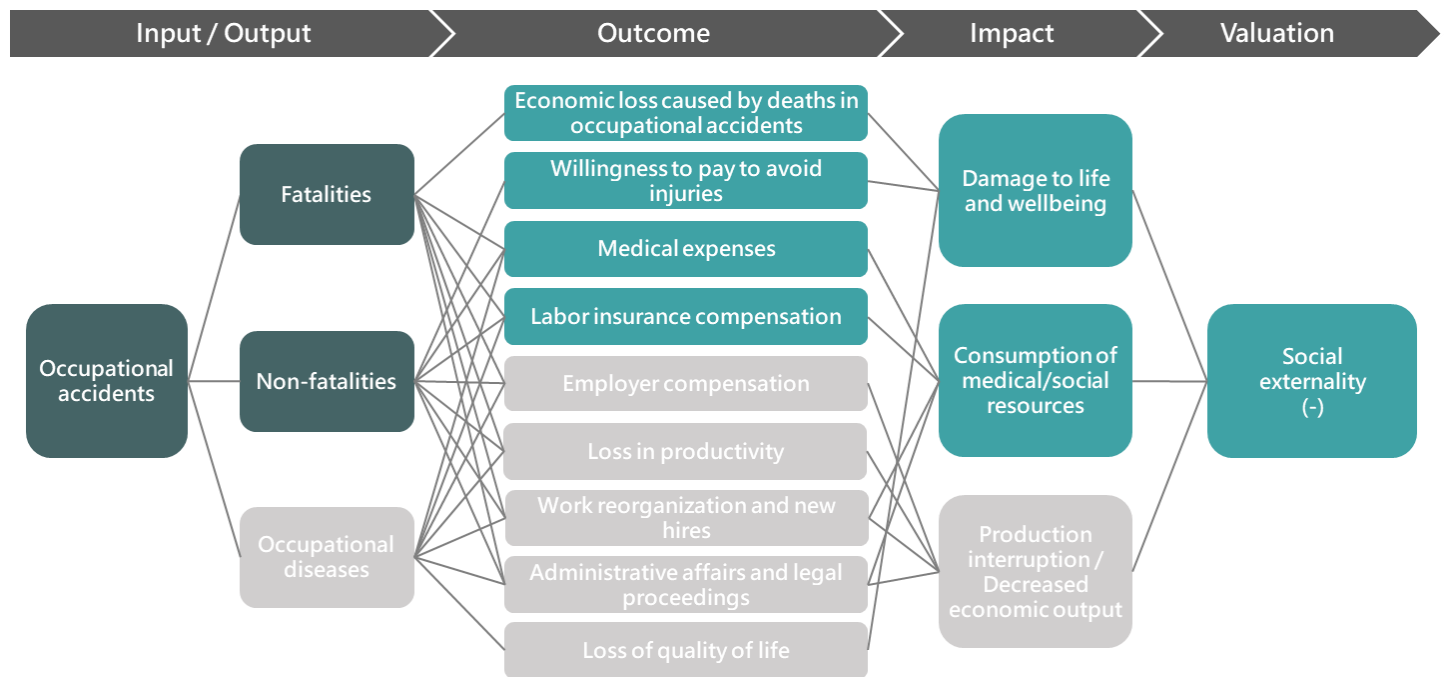 Input / Output
Outcome
Impact
Valuation
Occupational
accidents
Fatalities
Non-fatalities
Occupational
diseases
Economic loss caused by deaths in
occupational accidents
Willingness to pay to avoid
injuries
Medical expenses
Labor insurance compensation
Employer compensation
Loss in productivity
Work reorganization and new
hires
Administrative affairs and legal
proceedings
Loss of quality of life
Damage to life
and wellbeing
Consumption of
medical/social
resources
Production
interruption /
Decreased
economic output
Social
externality
(-)